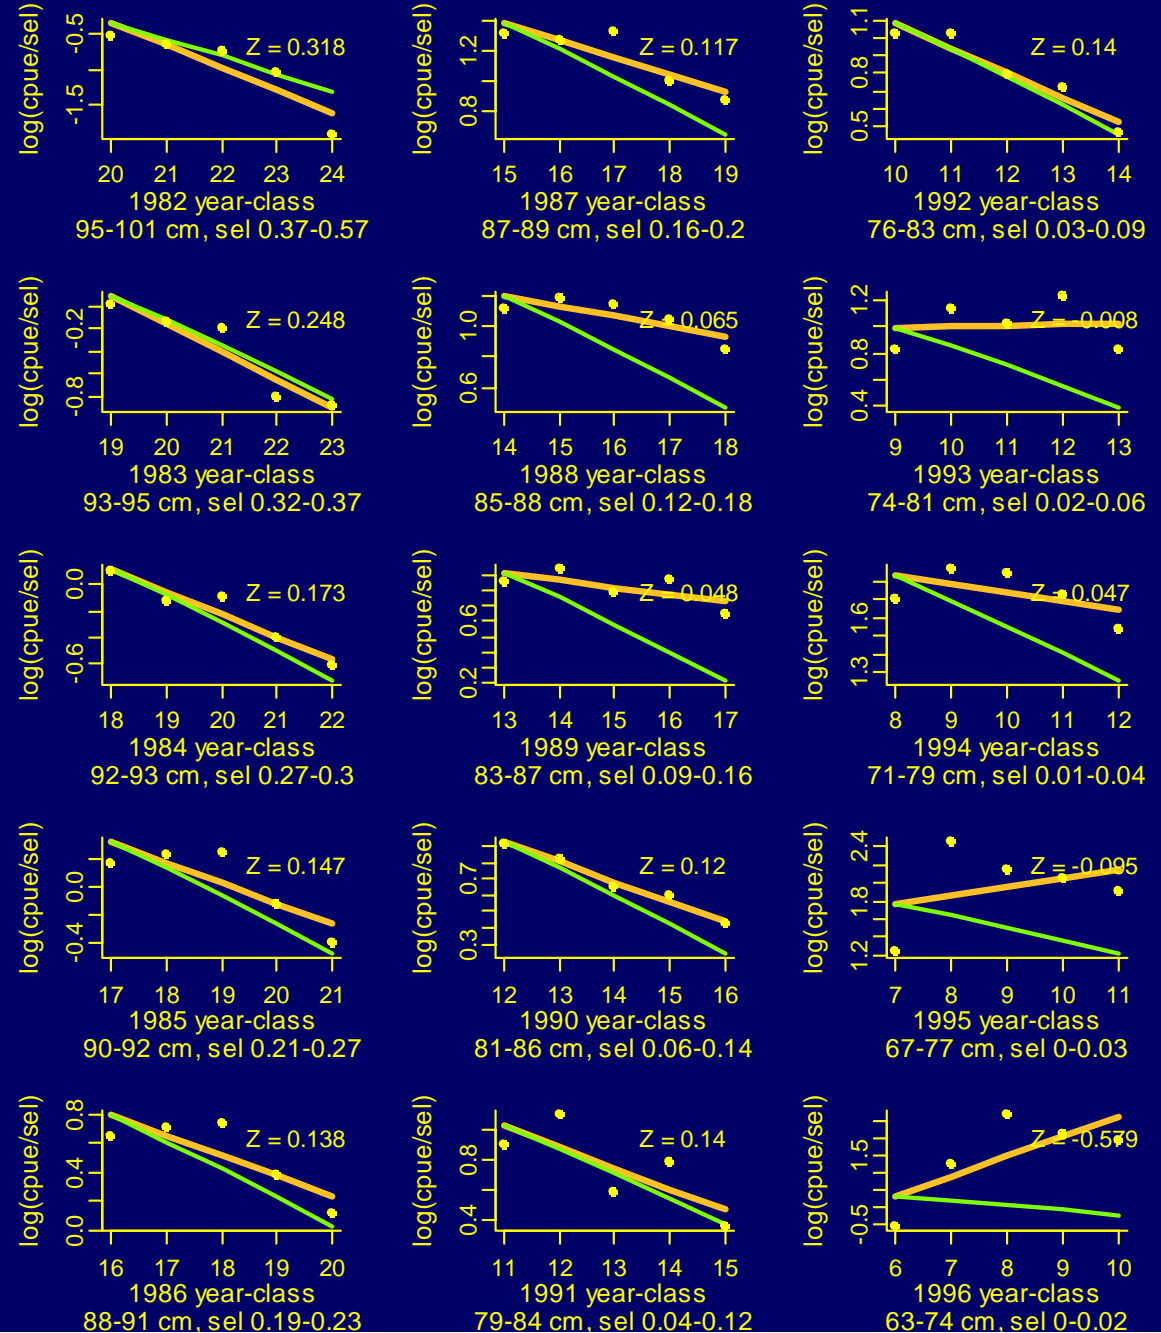 log(cpue/sel)
-0.5
-1.5
Z = 0.318
20 21 22 23 24
1982 year-class
95-101 cm, sel 0.37-0.57
log(cpue/sel)
1.2
0.8
Z = 0.117
15 16 17 18 19
1987 year-class
87-89 cm, sel 0.16-0.2
log(cpue/sel)
1.1
0.8
0.5
Z = 0.14
10 11 12 13 14
1992 year-class
76-83 cm, sel 0.03-0.09
log(cpue/sel)
-0.2
-0.8
Z = 0.248
19 20 21 22 23
1983 year-class
93-95 cm, sel 0.32-0.37
log(cpue/sel)
1.0
0.6
Z = 0.065
14 15 16 17 18
1988 year-class
85-88 cm, sel 0.12-0.18
log(cpue/sel)
1.2
0.8
0.4
Z = -0.008
9 10 11 12 13
1993 year-class
74-81 cm, sel 0.02-0.06
log(cpue/sel)
0.0
-0.6
Z = 0.173
18 19 20 21 22
1984 year-class
92-93 cm, sel 0.27-0.3
log(cpue/sel)
0.6
0.2
Z = 0.048
13 14 15 16 17
1989 year-class
83-87 cm, sel 0.09-0.16
log(cpue/sel)
1.6
1.3
Z = 0.047
8 9 10 11 12
1994 year-class
71-79 cm, sel 0.01-0.04
log(cpue/sel)
0.0
-0.4
Z = 0.147
17 18 19 20 21
1985 year-class
90-92 cm, sel 0.21-0.27
log(cpue/sel)
0.7
0.3
Z = 0.12
12 13 14 15 16
1990 year-class
81-86 cm, sel 0.06-0.14
log(cpue/sel)
2.4
1.8
1.2
Z = -0.095
7 8 9 10 11
1995 year-class
67-77 cm, sel 0-0.03
log(cpue/sel)
0.8
0.4
0.0
Z = 0.138
16 17 18 19 20
1986 year-class
88-91 cm, sel 0.19-0.23
log(cpue/sel)
0.8
0.4
Z = 0.14
11 12 13 14 15
1991 year-class
79-84 cm, sel 0.04-0.12
log(cpue/sel)
1.5
-0.5
Z = -0.579
6 7 8 9 10
1996 year-class
63-74 cm, sel 0-0.02